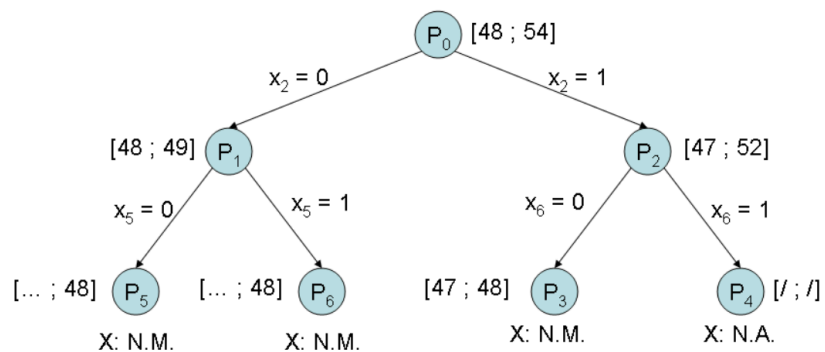 P0 [48 ; 54]
x2 = 0 x2 = 1
[48 ; 49] P1 P2 [47 ; 52]
x5 = 0 x5 = 1 x6 = 0 x6 = 1
[... ; 48] P5 [... ; 48] P6 [47 ; 48] P3 P4 [/ ; /]
X: N.M. X: N.M. X: N.M. X: N.A.